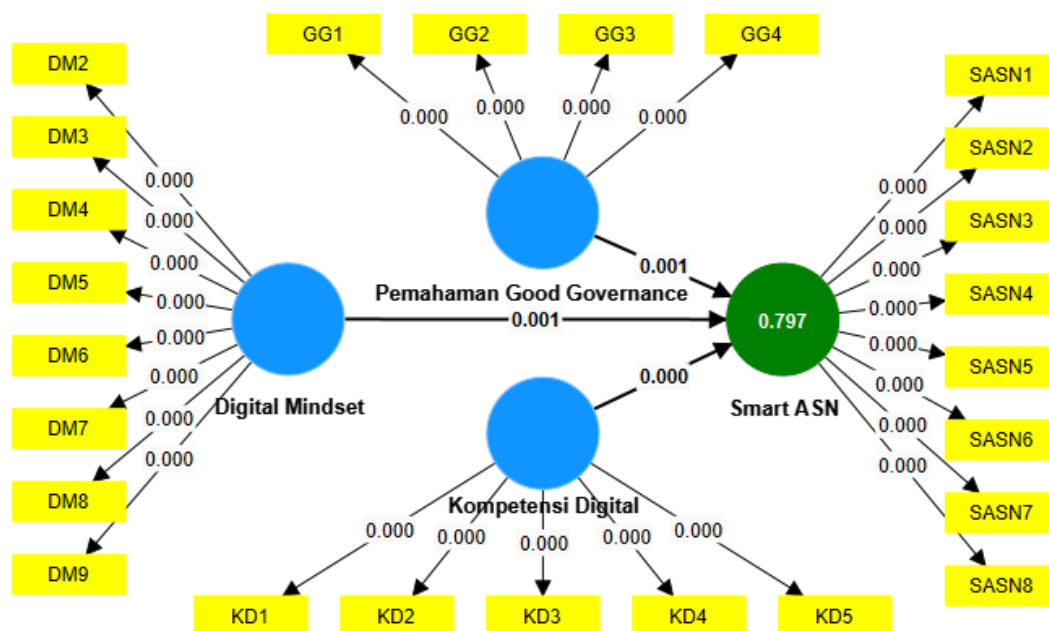 GG1
GG2
GG3
GG4
0.000
0.000
0.000
0.000
DM2
DM3
DM4
DM5
DM6
DM7
DM8
DM9
0.000
0.000
0.000
0.000
0.000
0.000
0.000
0.000
Digital Mindset
Pemahaman Good Governance
0.001
0.001
0.000
Kompetensi Digital
0.797
Smart ASN
0.000
0.000
0.000
0.000
0.000
0.000
0.000
0.000
SASN1
SASN2
SASN3
SASN4
SASN5
SASN6
SASN7
SASN8
0.000
0.000
0.000
0.000
0.000
KD1
KD2
KD3
KD4
KD5